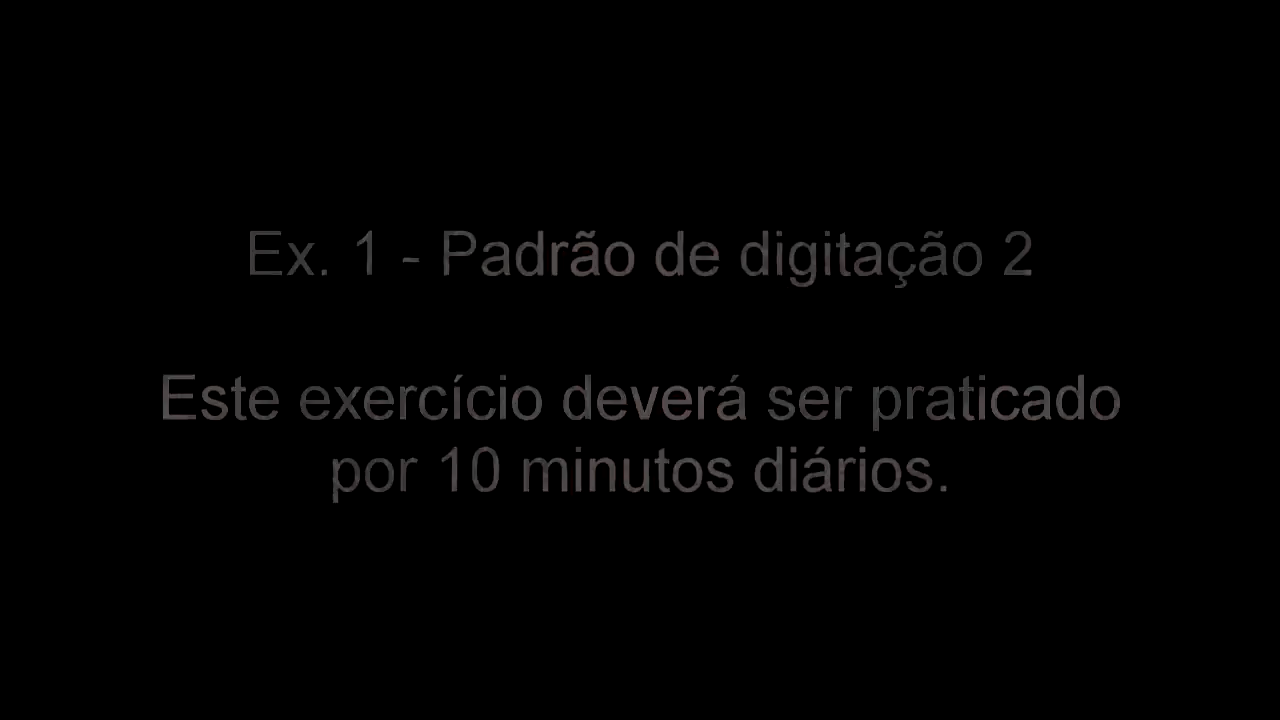 Ex. 1 - Padrão de digitação 2
Este exercício deverá ser praticado
por 10 minutos diários.